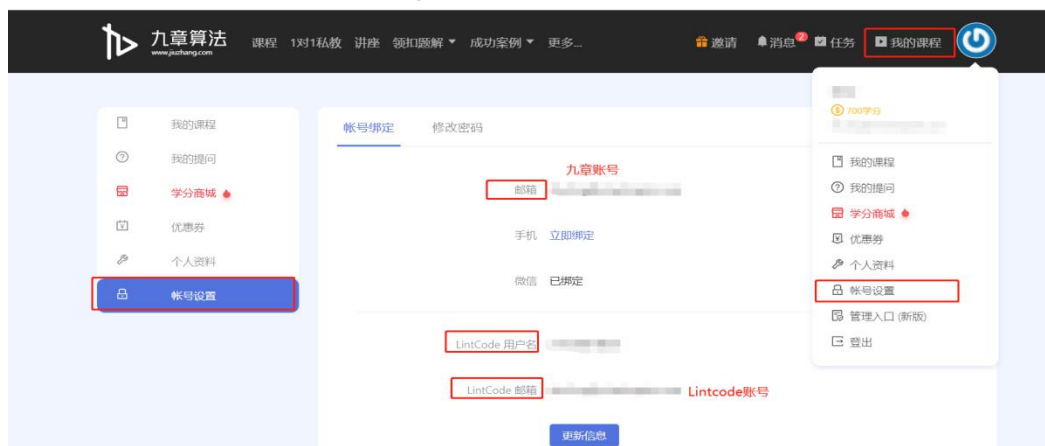 九章算法
www.jiuzhang.com
课程 1对1私教 讲座 领扣题解 成功案例 更多...
邀请 消息 2 任务 我的课程
700学分
我的课程
我的提问
学分商城
优惠券
个人资料
帐号设置
帐号绑定 修改密码
九章账号
邮箱
手机 立即绑定
微信 已绑定
LintCode 用户名
LintCode 邮箱 Lintcode账号
更新信息
我的课程
我的提问
学分商城
优惠券
个人资料
帐号设置
管理入口 (新版)
登出